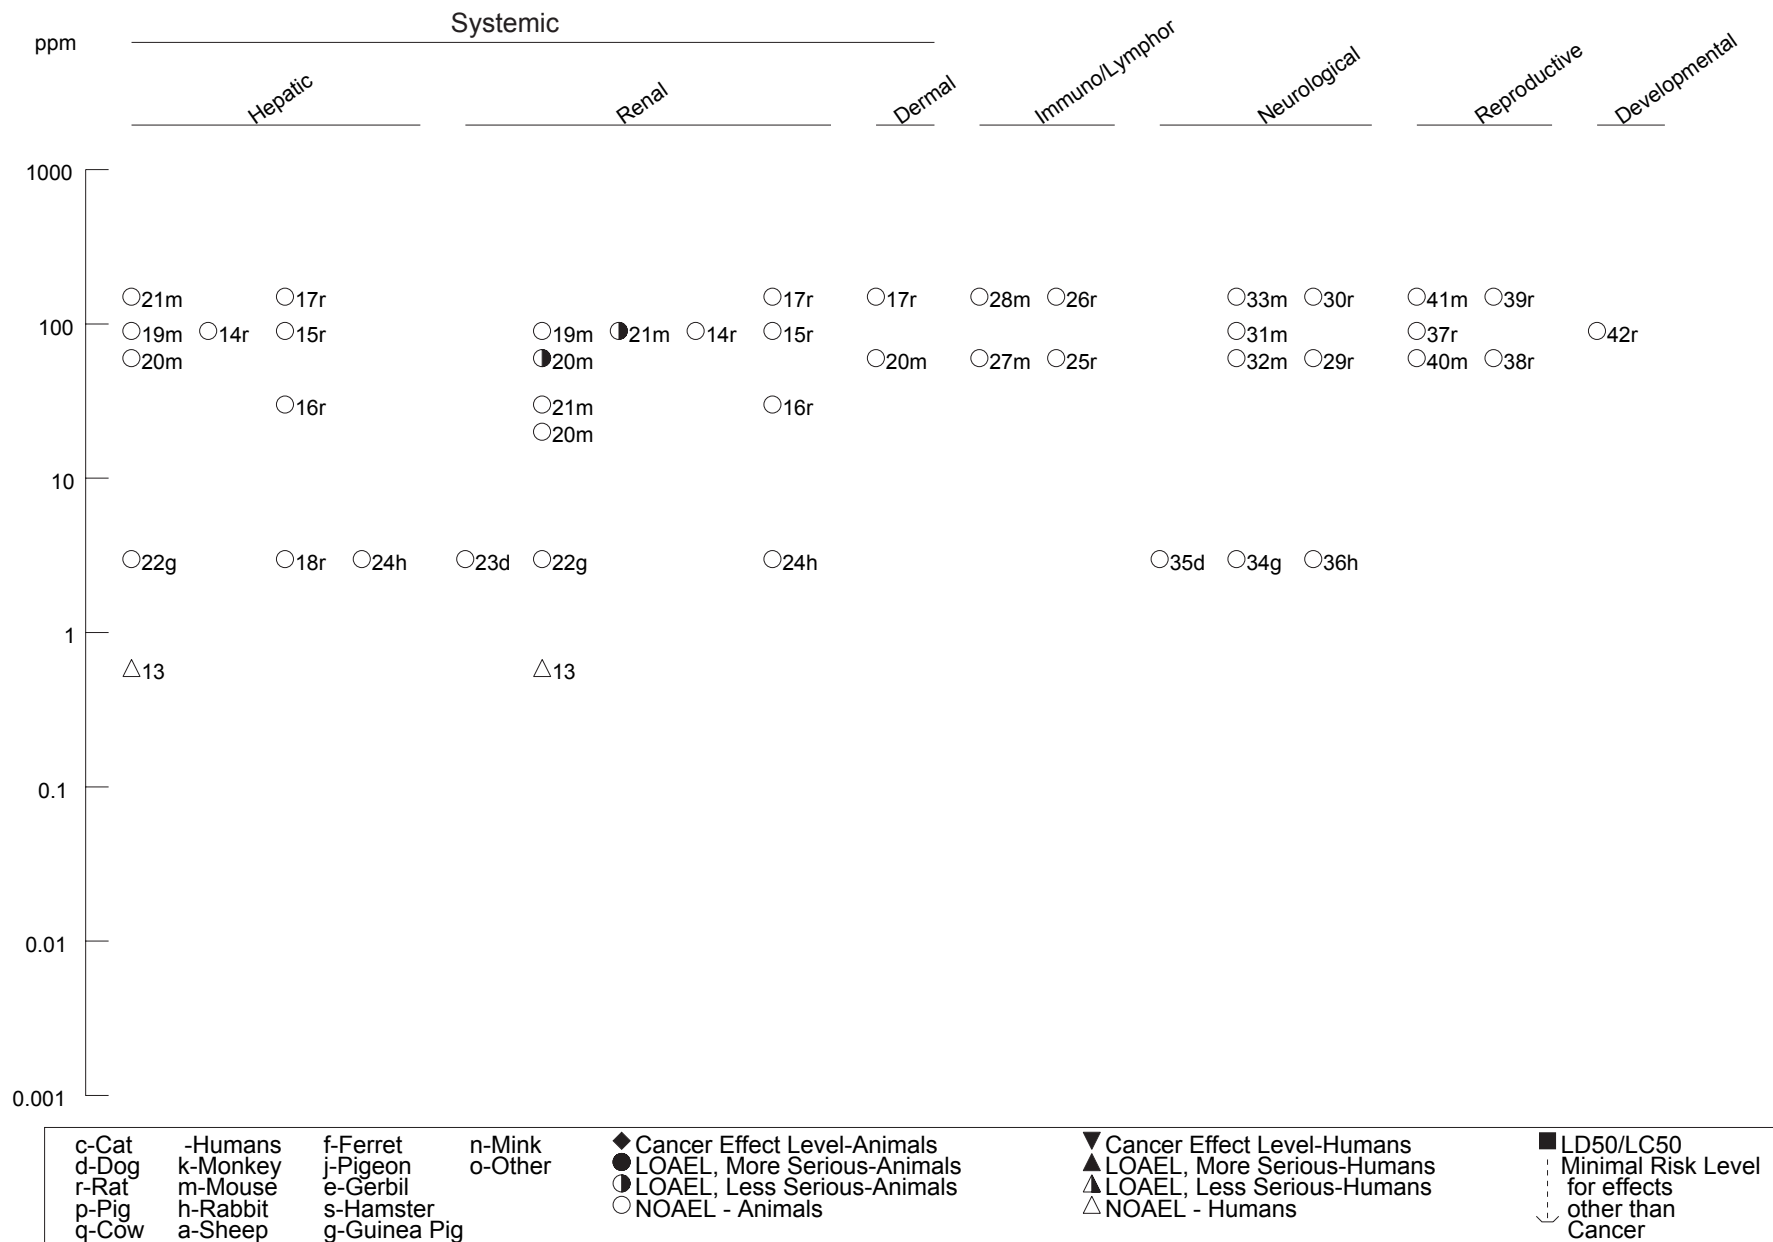 Systemic
ppm
Hepatic
Renal
Dermal
Immuno/Lymphor
Neurological
Reproductive
Developmental
1000
21m 17r 17r 17r 28m 26r 33m 30r 41m 39r
100
19m 14r 15r 19m 21m 14r 15r 31m 37r 42r
20m 20m 20m 27m 25r 32m 29r 40m 38r
16r 21m 16r
20m
10
22g 18r 24h 23d 22g 24h 35d 34g 36h
1
13 13
0.1
0.01
0.001
c-Cat -Humans f-Ferret n-Mink Cancer Effect Level-Animals Cancer Effect Level-Humans LD50/LC50
d-Dog k-Monkey j-Pigeon o-Other LOAEL, More Serious-Animals LOAEL, More Serious-Humans Minimal Risk Level
r-Rat m-Mouse e-Gerbil LOAEL, Less Serious-Animals LOAEL, Less Serious-Humans for effects
p-Pig h-Rabbit s-Hamster NOAEL - Animals NOAEL - Humans other than
q-Cow a-Sheep g-Guinea Pig Cancer